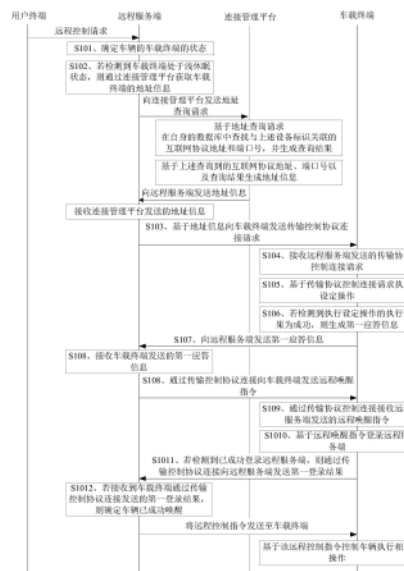 用户终端
远程服务端
连接管理平台
车载终端
远程控制请求
S101、确定车辆的车载终端的状态
S102、若检测到车载终端处于浅休眠
状态，则通过连接管理平台获取车载
终端的地址信息
向连接管理平台发送地址
查询请求
基于地址查询请求
在自身的数据库中查找与上述设备标识关联的
互联网协议地址和端口号，并生成查询结果
基于上述查询到的互联网协议地址、端口号以
及查询结果生成地址信息
向远程服务端发送地址信息
接收连接管理平台发送的地址信息
S103、基于地址信息向车载终端发送传输控制协议连
接请求
S104、接收远程服务端发送的传输协
控制连接请求
S105、基于传输协议控制连接请求执
设定操作
S106、若检测到执行设定操作的执行
果为成功，则生成第一应答信息
S107、向远程服务端发送第一应答信息
S108、接收车载终端发送的第一应答
信息
S108、通过传输控制协议连接向车载终端发送远程唤醒
指令
S109、通过传输协议控制连接接收远
服务端发送的远程唤醒指令
S1010、基于远程唤醒指令登录远程服
务端
S1011、若检测到已成功登录远程服务端，则通过传
输控制协议连接向远程服务端发送第一登录结果
S1012、若接收到车载终端通过传输
控制协议连接发送的第一登录结果，
则确定车辆已成功唤醒
将远程控制指令发送至车载终端
基于该远程控制指令控制车辆执行相
操作